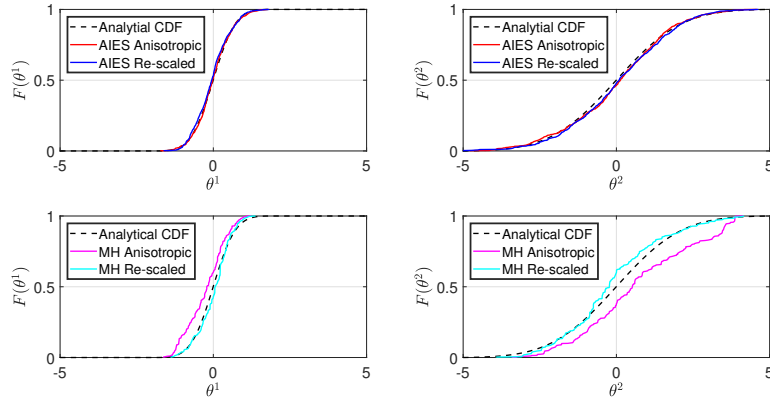 1
0.5
0
F(θ¹)
Analytical CDF
AIES Anisotropic
AIES Re-scaled
-5
0
5
θ¹
1
0.5
0
F(θ²)
Analytical CDF
AIES Anisotropic
AIES Re-scaled
-5
0
5
θ²
1
0.5
0
F(θ¹)
Analytical CDF
MH Anisotropic
MH Re-scaled
-5
0
5
θ¹
1
0.5
0
F(θ²)
Analytical CDF
MH Anisotropic
MH Re-scaled
-5
0
5
θ²